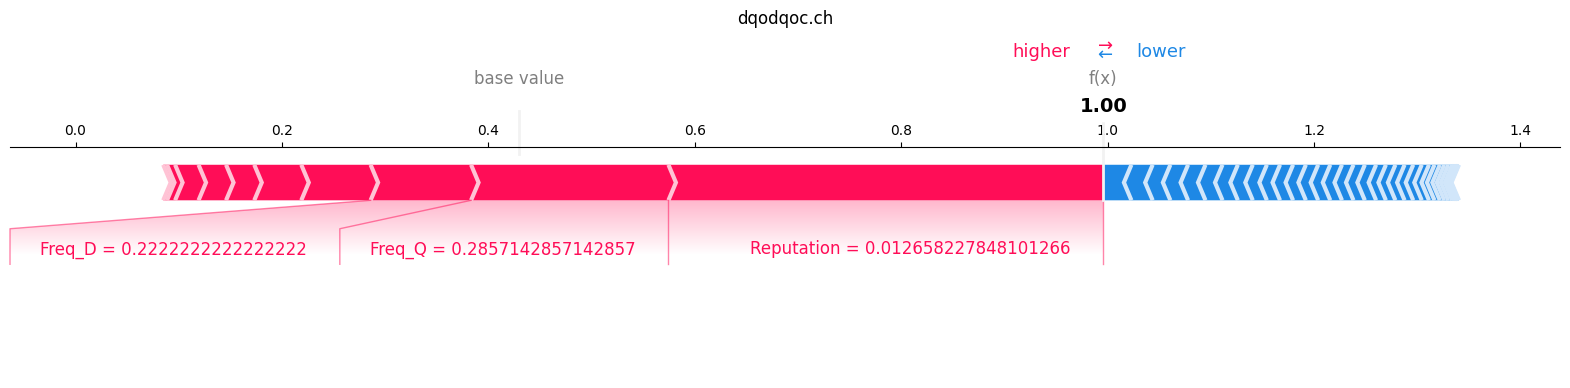 dqodqoc.ch
higher → ← lower
base value f(x)
1.00
0.0 0.2 0.4 0.6 0.8 1.0 1.2 1.4
Freq_D = 0.2222222222222222 Freq_Q = 0.2857142857142857 Reputation = 0.012658227848101266